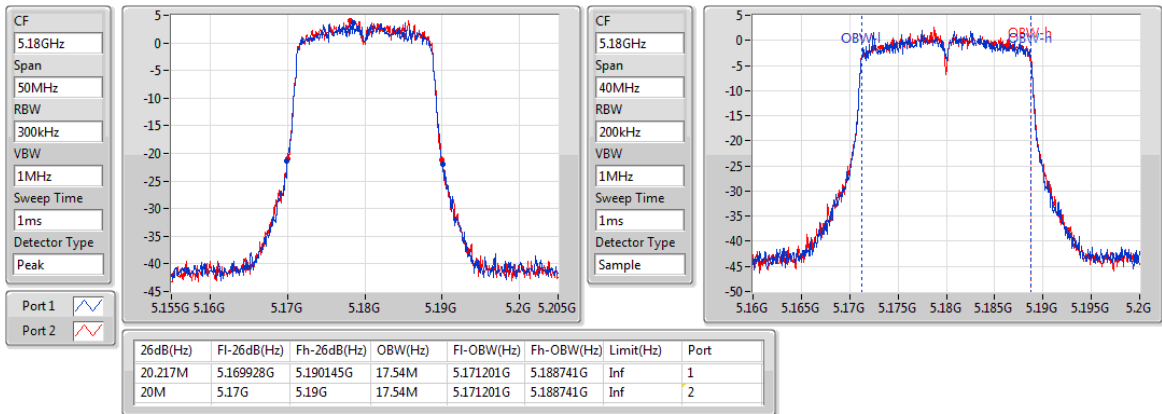 CF
5.18GHz
Span
50MHz
RBW
300kHz
VBW
1MHz
Sweep Time
1ms
Detector Type
Peak
Port 1
Port 2
5
0
-5
-10
-15
-20
-25
-30
-35
-40
-45
5.155G 5.16G 5.17G 5.18G 5.19G 5.2G 5.205G
CF
5.18GHz
Span
40MHz
RBW
200kHz
VBW
1MHz
Sweep Time
1ms
Detector Type
Sample
5
0
-5
-10
-15
-20
-25
-30
-35
-40
-45
-50
OBW-l
OBW-h
OBW-h
5.16G 5.165G 5.17G 5.175G 5.18G 5.185G 5.19G 5.195G 5.2G
26dB(Hz) Fl-26dB(Hz) Fh-26dB(Hz) OBW(Hz) Fl-OBW(Hz) Fh-OBW(Hz) Limit(Hz) Port
20.217M 5.169928G 5.190145G 17.54M 5.171201G 5.188741G Inf 1
20M 5.17G 5.19G 17.54M 5.171201G 5.188741G Inf 2